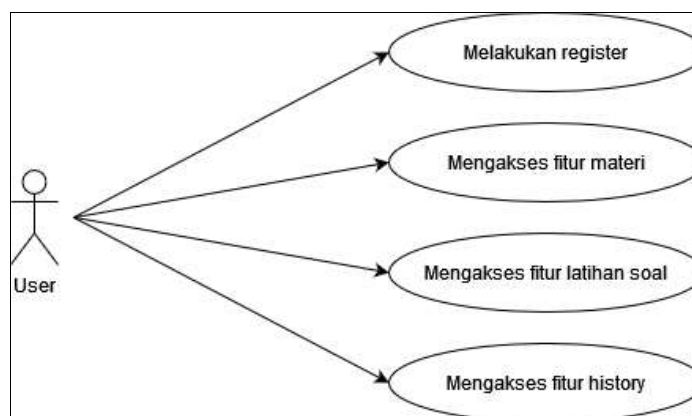 Melakukan register
Mengakses fitur materi
User
Mengakses fitur latihan soal
Mengakses fitur history